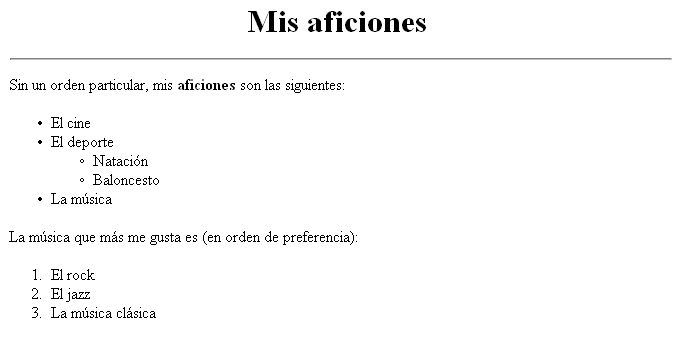 Mis aficiones
Sin un orden particular, mis aficiones son las siguientes:
• El cine
• El deporte
◦ Natación
◦ Baloncesto
• La música
La música que más me gusta es (en orden de preferencia):
1. El rock
2. El jazz
3. La música clásica